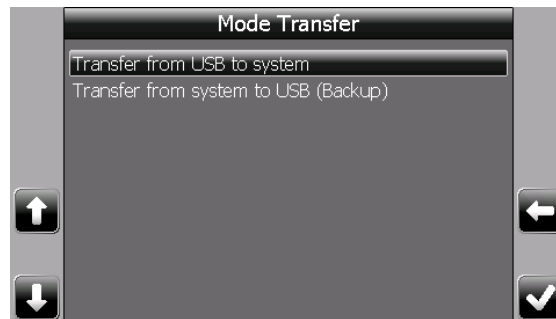 Mode Transfer
Transfer from USB to system
Transfer from system to USB (Backup)